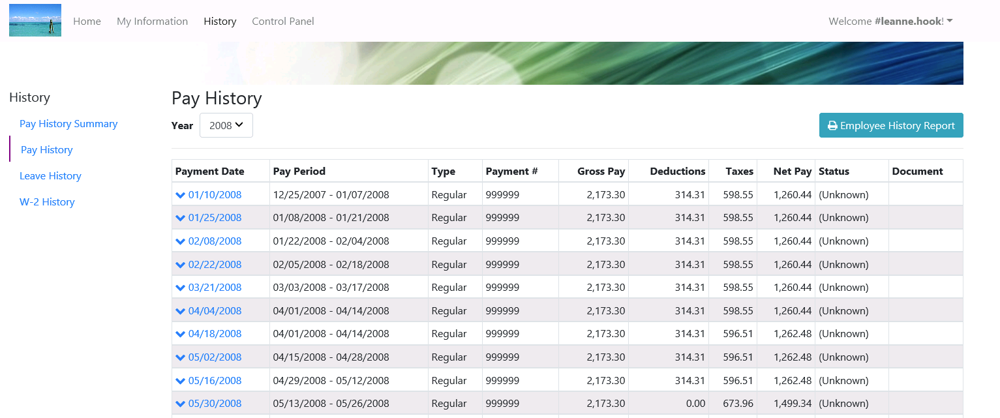 Home My Information History Control Panel Welcome #leanne.hook!
History
Pay History Summary
Pay History
Leave History
W-2 History
Pay History
Year 2008 Employee History Report
Payment Date Pay Period Type Payment # Gross Pay Deductions Taxes Net Pay Status Document
01/10/2008 12/25/2007 - 01/07/2008 Regular 999999 2,173.30 314.31 598.55 1,260.44 (Unknown)
01/25/2008 01/08/2008 - 01/21/2008 Regular 999999 2,173.30 314.31 598.55 1,260.44 (Unknown)
02/08/2008 01/22/2008 - 02/04/2008 Regular 999999 2,173.30 314.31 598.55 1,260.44 (Unknown)
02/22/2008 02/05/2008 - 02/18/2008 Regular 999999 2,173.30 314.31 598.55 1,260.44 (Unknown)
03/21/2008 03/03/2008 - 03/17/2008 Regular 999999 2,173.30 314.31 598.55 1,260.44 (Unknown)
04/04/2008 04/01/2008 - 04/14/2008 Regular 999999 2,173.30 314.31 598.55 1,260.44 (Unknown)
04/18/2008 04/01/2008 - 04/14/2008 Regular 999999 2,173.30 314.31 596.51 1,262.48 (Unknown)
05/02/2008 04/15/2008 - 04/28/2008 Regular 999999 2,173.30 314.31 596.51 1,262.48 (Unknown)
05/16/2008 04/29/2008 - 05/12/2008 Regular 999999 2,173.30 314.31 596.51 1,262.48 (Unknown)
05/30/2008 05/13/2008 - 05/26/2008 Regular 999999 2,173.30 0.00 673.96 1,499.34 (Unknown)